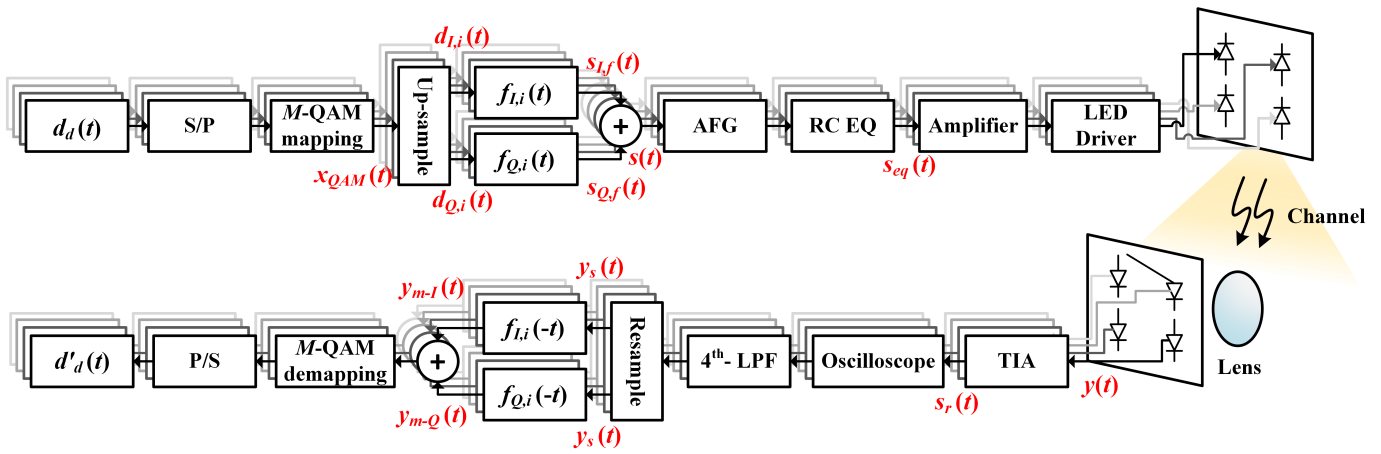 d_{I,i}(t)
s_{I,f}(t)
d_d(t)
S/P
M-QAM
mapping
Up-sample
f_{I,i}(t)
f_{Q,i}(t)
+
AFG
RC EQ
Amplifier
LED
Driver
x_{QAM}(t)
d_{Q,i}(t)
s(t)
s_{Q,f}(t)
s_{eq}(t)
Channel
y_s(t)
y_{m-I}(t)
d'_d(t)
P/S
M-QAM
demapping
+
f_{I,i}(-t)
f_{Q,i}(-t)
Resample
4^{th}- LPF
Oscilloscope
TIA
Lens
y_{m-Q}(t)
y_s(t)
s_r(t)
y(t)